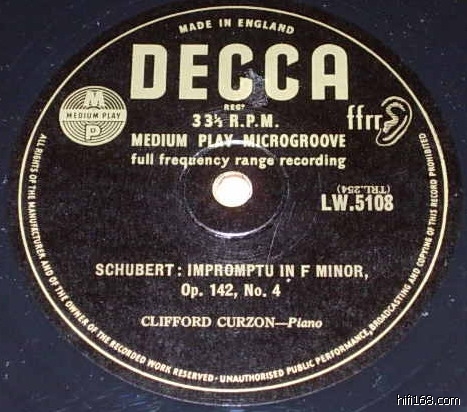 MADE IN ENGLAND
DECCA
REGD
33⅓ R.P.M.
ffrr
MEDIUM PLAY MICROGROOVE
full frequency range recording
M
MEDIUM PLAY
P
(TRL.254)
LW.5108
SCHUBERT: IMPROMPTU IN F MINOR,
Op. 142, No. 4
CLIFFORD CURZON—Piano
ALL RIGHTS OF THE MANUFACTURER AND OF THE OWNER OF THE RECORDED WORK RESERVED · UNAUTHORISED PUBLIC PERFORMANCE, BROADCASTING AND COPYING OF THIS RECORD PROHIBITED
hifi168.com